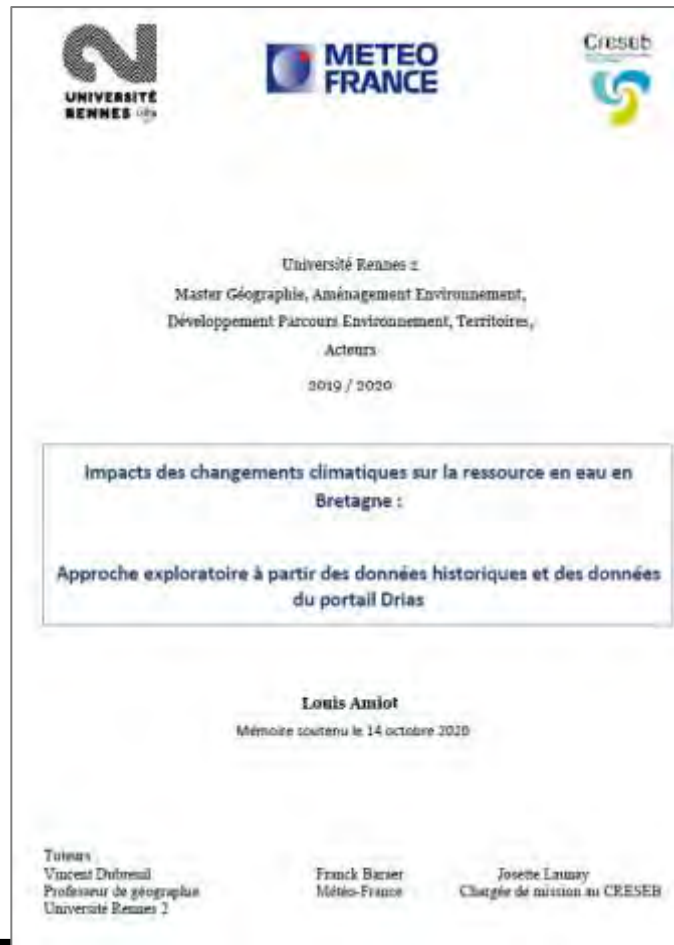 UNIVERSITÉ
RENNES
METEO
FRANCE
Creseb
Université Rennes 2
Master Géographie, Aménagement Environnement,
Développement Parcours Environnement, Territoires,
Acteurs
2019 / 2020
Impacts des changements climatiques sur la ressource en eau en
Bretagne :
Approche exploratoire à partir des données historiques et des données
du portail Drias
Louis Amiot
Mémoire soutenu le 14 octobre 2020
Tuteurs
Vincent Dubreuil
Professeur de géographie
Université Rennes 2
Franck Baraer
Météo-France
Josette Launay
Chargée de mission au CRESEB